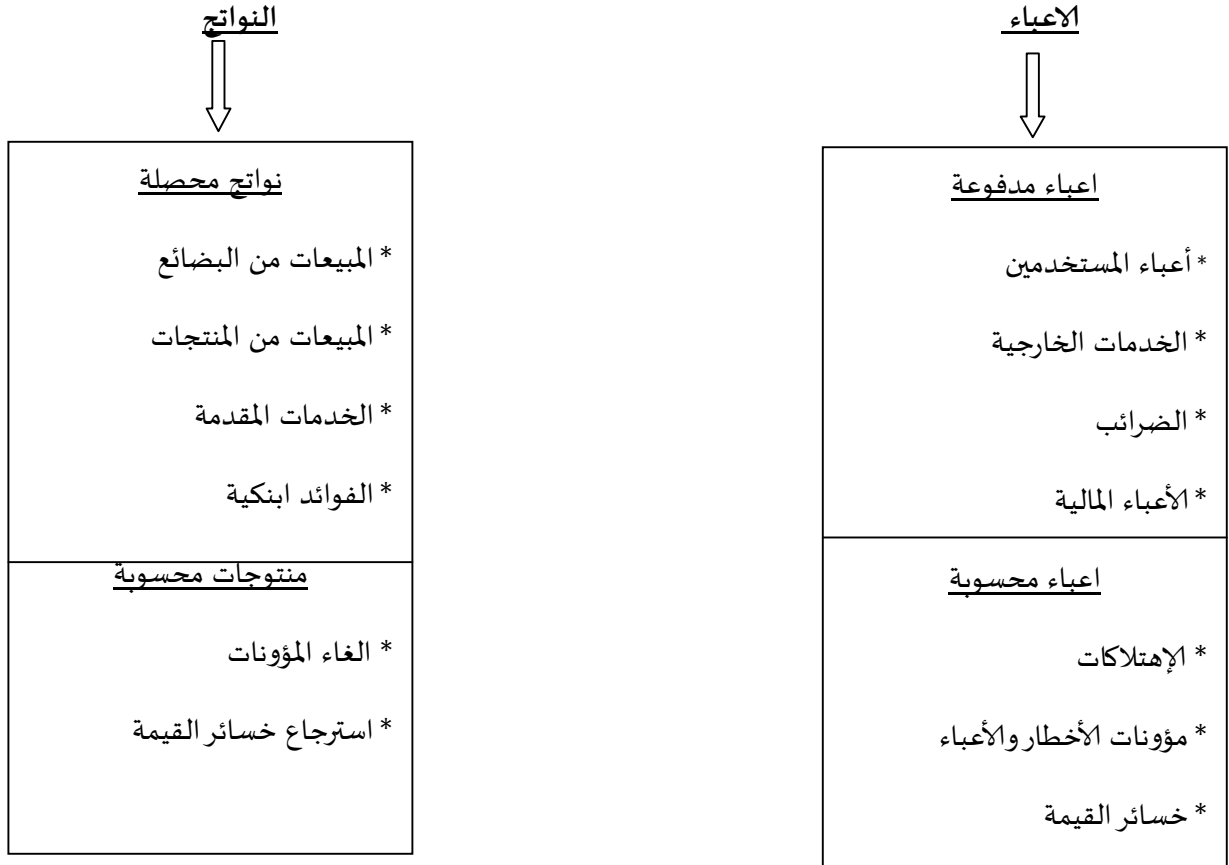 الاعباء
اعباء مدفوعة
* أعباء المستخدمين
* الخدمات الخارجية
* الضرائب
* الأعباء المالية
اعباء محسوبة
* الإهتلاكات
* مؤونات الأخطار والأعباء
* خسائر القيمة
النواتج
نواتج محصلة
* المبيعات من البضائع
* المبيعات من المنتجات
* الخدمات المقدمة
* الفوائد ابنكية
منتوجات محسوبة
* الغاء المؤونات
* استرجاع خسائر القيمة